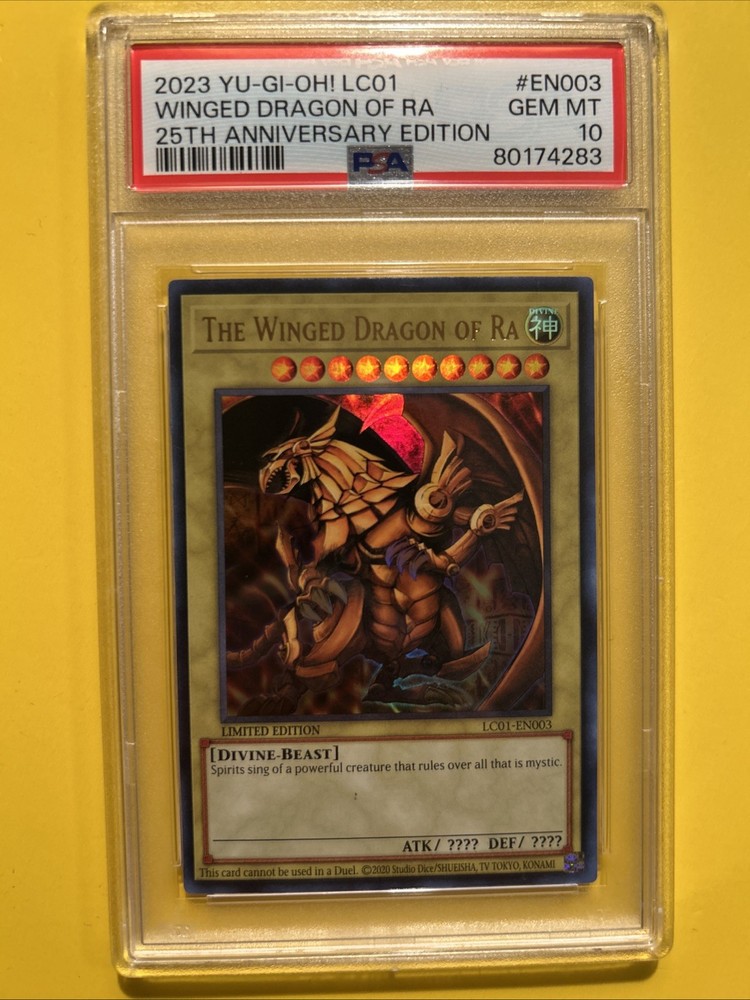 2023 YU-GI-OH! LC01 #EN003
WINGED DRAGON OF RA GEM MT
25TH ANNIVERSARY EDITION 10
PSA 80174283
THE WINGED DRAGON OF RA
DIVINE
神
LIMITED EDITION LC01-EN003
[DIVINE-BEAST]
Spirits sing of a powerful creature that rules over all that is mystic.
ATK/ ???? DEF/ ????
This card cannot be used in a Duel. ©2020 Studio Dice/SHUEISHA, TV TOKYO, KONAMI